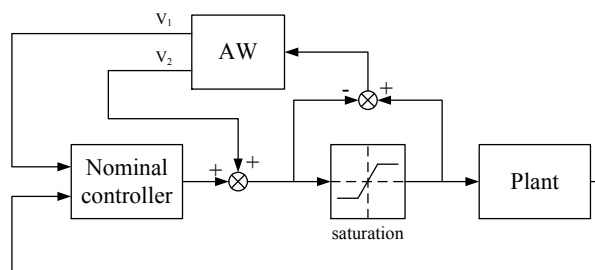 V1
V2
AW
- +
+ +
Nominal
controller
saturation
Plant